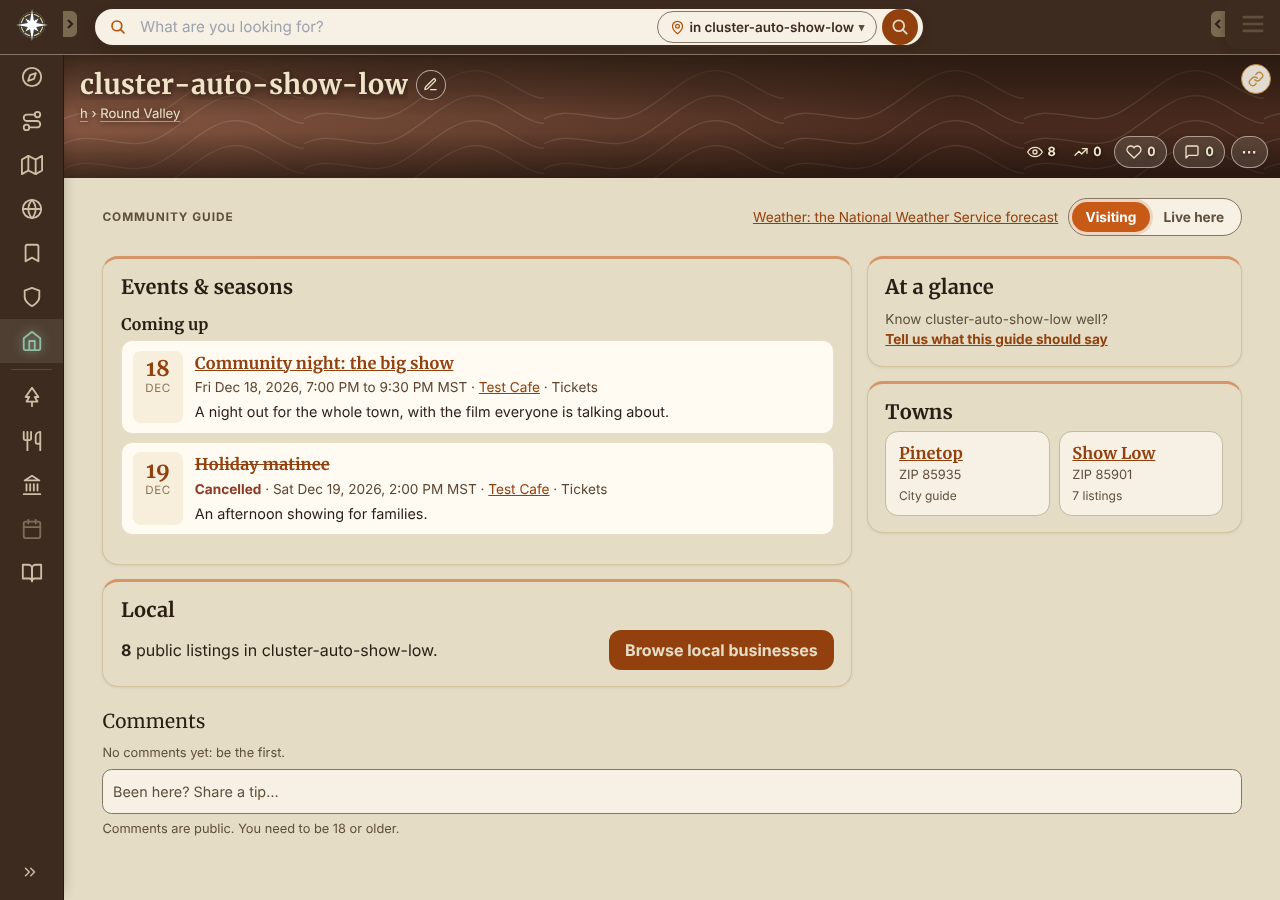 What are you looking for?
in cluster-auto-show-low ▾
cluster-auto-show-low
h › Round Valley
8
0
0
0
COMMUNITY GUIDE
Weather: the National Weather Service forecast
Visiting
Live here
Events & seasons
Coming up
18
DEC
Community night: the big show
Fri Dec 18, 2026, 7:00 PM to 9:30 PM MST · Test Cafe · Tickets
A night out for the whole town, with the film everyone is talking about.
19
DEC
Holiday matinee
Cancelled · Sat Dec 19, 2026, 2:00 PM MST · Test Cafe · Tickets
An afternoon showing for families.
At a glance
Know cluster-auto-show-low well?
Tell us what this guide should say
Towns
Pinetop
ZIP 85935
City guide
Show Low
ZIP 85901
7 listings
Local
8 public listings in cluster-auto-show-low.
Browse local businesses
Comments
No comments yet: be the first.
Been here? Share a tip...
Comments are public. You need to be 18 or older.